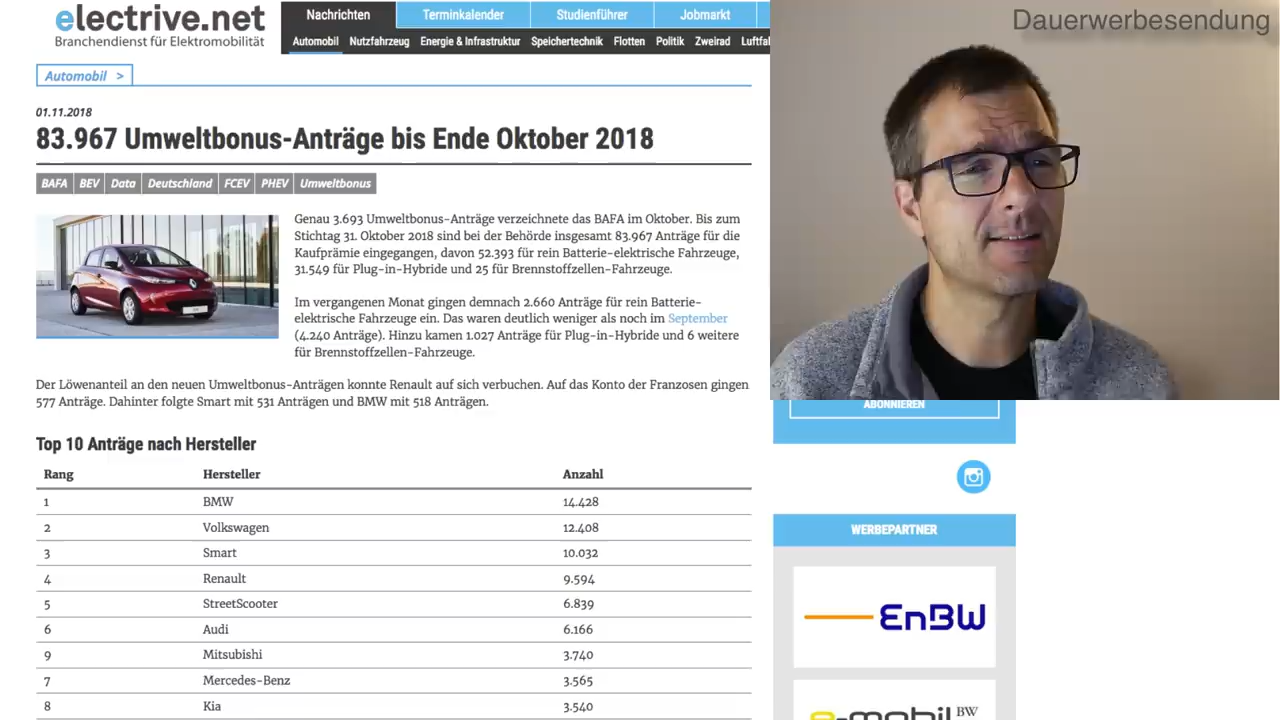 electrive.net
Branchendienst für Elektromobilität
Nachrichten
Terminkalender
Studienführer
Jobmarkt
Automobil Nutzfahrzeug Energie & Infrastruktur Speichertechnik Flotten Politik Zweirad Luftfa
Dauerwerbesendung
Automobil >
01.11.2018
83.967 Umweltbonus-Anträge bis Ende Oktober 2018
BAFA BEV Data Deutschland FCEV PHEV Umweltbonus
Genau 3.693 Umweltbonus-Anträge verzeichnete das BAFA im Oktober. Bis zum
Stichtag 31. Oktober 2018 sind bei der Behörde insgesamt 83.967 Anträge für die
Kaufprämie eingegangen, davon 52.393 für rein Batterie-elektrische Fahrzeuge,
31.549 für Plug-in-Hybride und 25 für Brennstoffzellen-Fahrzeuge.
Im vergangenen Monat gingen demnach 2.660 Anträge für rein Batterie-
elektrische Fahrzeuge ein. Das waren deutlich weniger als noch im September
(4.240 Anträge). Hinzu kamen 1.027 Anträge für Plug-in-Hybride und 6 weitere
für Brennstoffzellen-Fahrzeuge.
Der Löwenanteil an den neuen Umweltbonus-Anträgen konnte Renault auf sich verbuchen. Auf das Konto der Franzosen gingen
577 Anträge. Dahinter folgte Smart mit 531 Anträgen und BMW mit 518 Anträgen.
Top 10 Anträge nach Hersteller
Rang Hersteller Anzahl
1 BMW 14.428
2 Volkswagen 12.408
3 Smart 10.032
4 Renault 9.594
5 StreetScooter 6.839
6 Audi 6.166
9 Mitsubishi 3.740
7 Mercedes-Benz 3.565
8 Kia 3.540
ABONNIEREN
WERBEPARTNER
EnBW
e-mobil BW